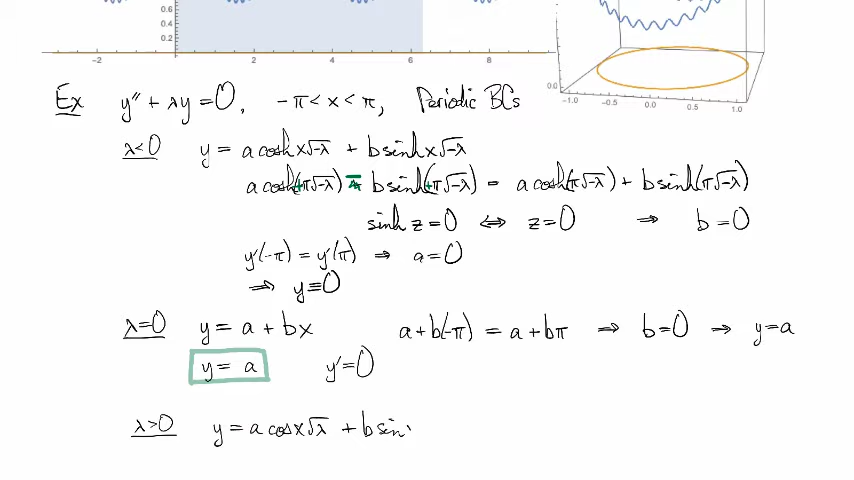 0.6
0.4
0.2
-2 2 4 6 8
0.0
-1.0 -0.5 0.0 0.5 1.0
Ex y″ + λy = 0, -π < x < π, Periodic BCs
λ<0 y = a cosh x√-λ + b sinh x√-λ
a cosh(+π√-λ) - b sinh(+π√-λ) = a cosh(π√-λ) + b sinh(π√-λ)
sinh z = 0 ⇔ z = 0 ⇒ b = 0
y′(-π) = y′(π) ⇒ a = 0
⇒ y ≡ 0
λ=0 y = a + bx a + b(-π) = a + bπ ⇒ b = 0 ⇒ y = a
y = a y′ = 0
λ>0 y = a cos x√λ + b sin